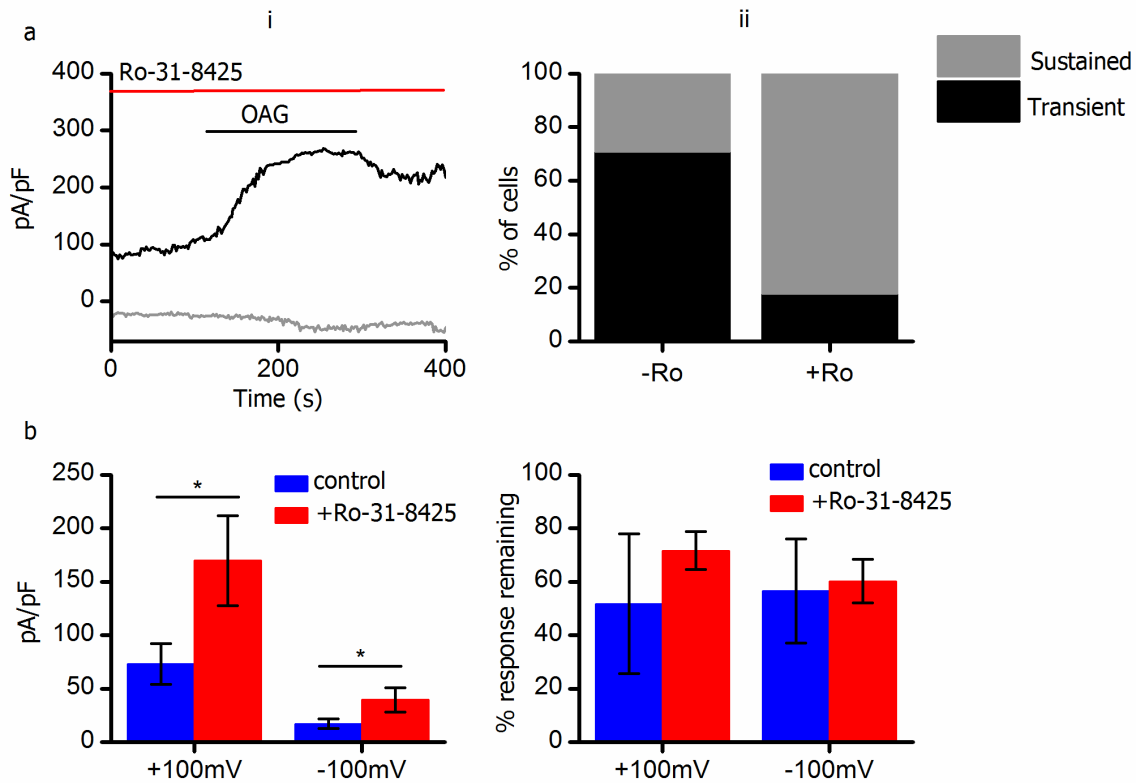 i
ii
a
Ro-31-8425
OAG
400
300
200
100
0
pA/pF
0
200
400
Time (s)
100
80
60
40
20
0
% of cells
-Ro
+Ro
Sustained
Transient
b
250
200
150
100
50
0
pA/pF
*
*
control
+Ro-31-8425
+100mV
-100mV
100
80
60
40
20
0
% response remaining
control
+Ro-31-8425
+100mV
-100mV